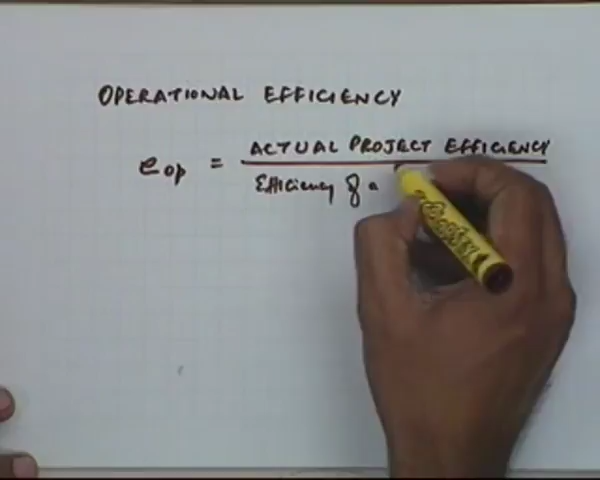 OPERATIONAL EFFICIENCY
eop = ACTUAL PROJECT EFFICIENCY
Efficiency of a